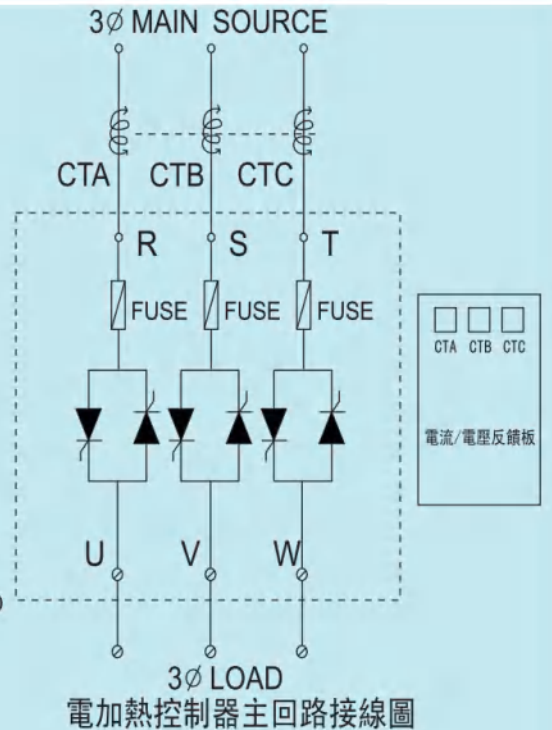 3∅ MAIN SOURCE
CTA CTB CTC
R S T
FUSE FUSE FUSE
CTA CTB CTC
電流/電壓反饋板
U V W
3∅ LOAD
電加熱控制器主回路接線圖